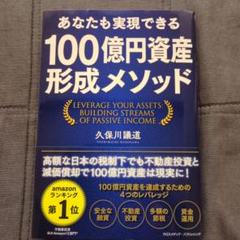 あなたも実現できる
100億円資産
形成メソッド
LEVERAGE YOUR ASSETS:
BUILDING STREAMS
OF PASSIVE INCOME
久保川議道
高額な日本の税制下でも不動産投資と
減価償却で100億円資産は現実に!
amazon
ランキング
第1位
100億円資産を達成するための
4つのレバレッジ
安全な
融資
不動産
投資
多額の
節税
資金
運用